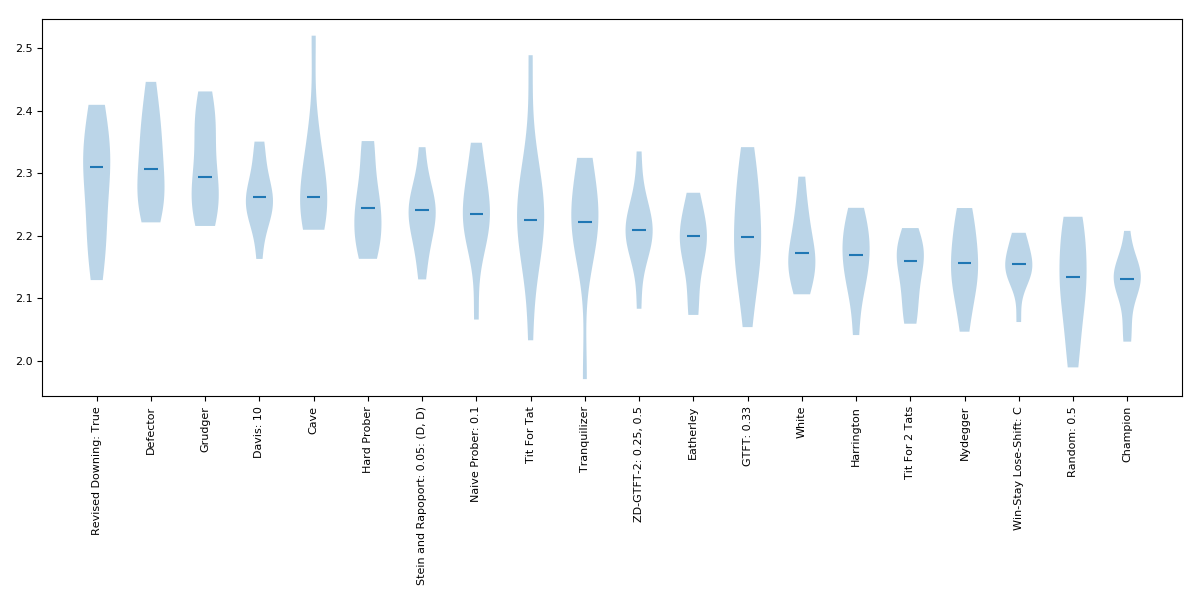 2.5
2.4
2.3
2.2
2.1
2.0
Revised Downing: True
Defector
Grudger
Davis: 10
Cave
Hard Prober
Stein and Rapoport: 0.05: (D, D)
Naive Prober: 0.1
Tit For Tat
Tranquilizer
ZD-GTFT-2: 0.25, 0.5
Eatherley
GTFT: 0.33
White
Harrington
Tit For 2 Tats
Nydegger
Win-Stay Lose-Shift: C
Random: 0.5
Champion